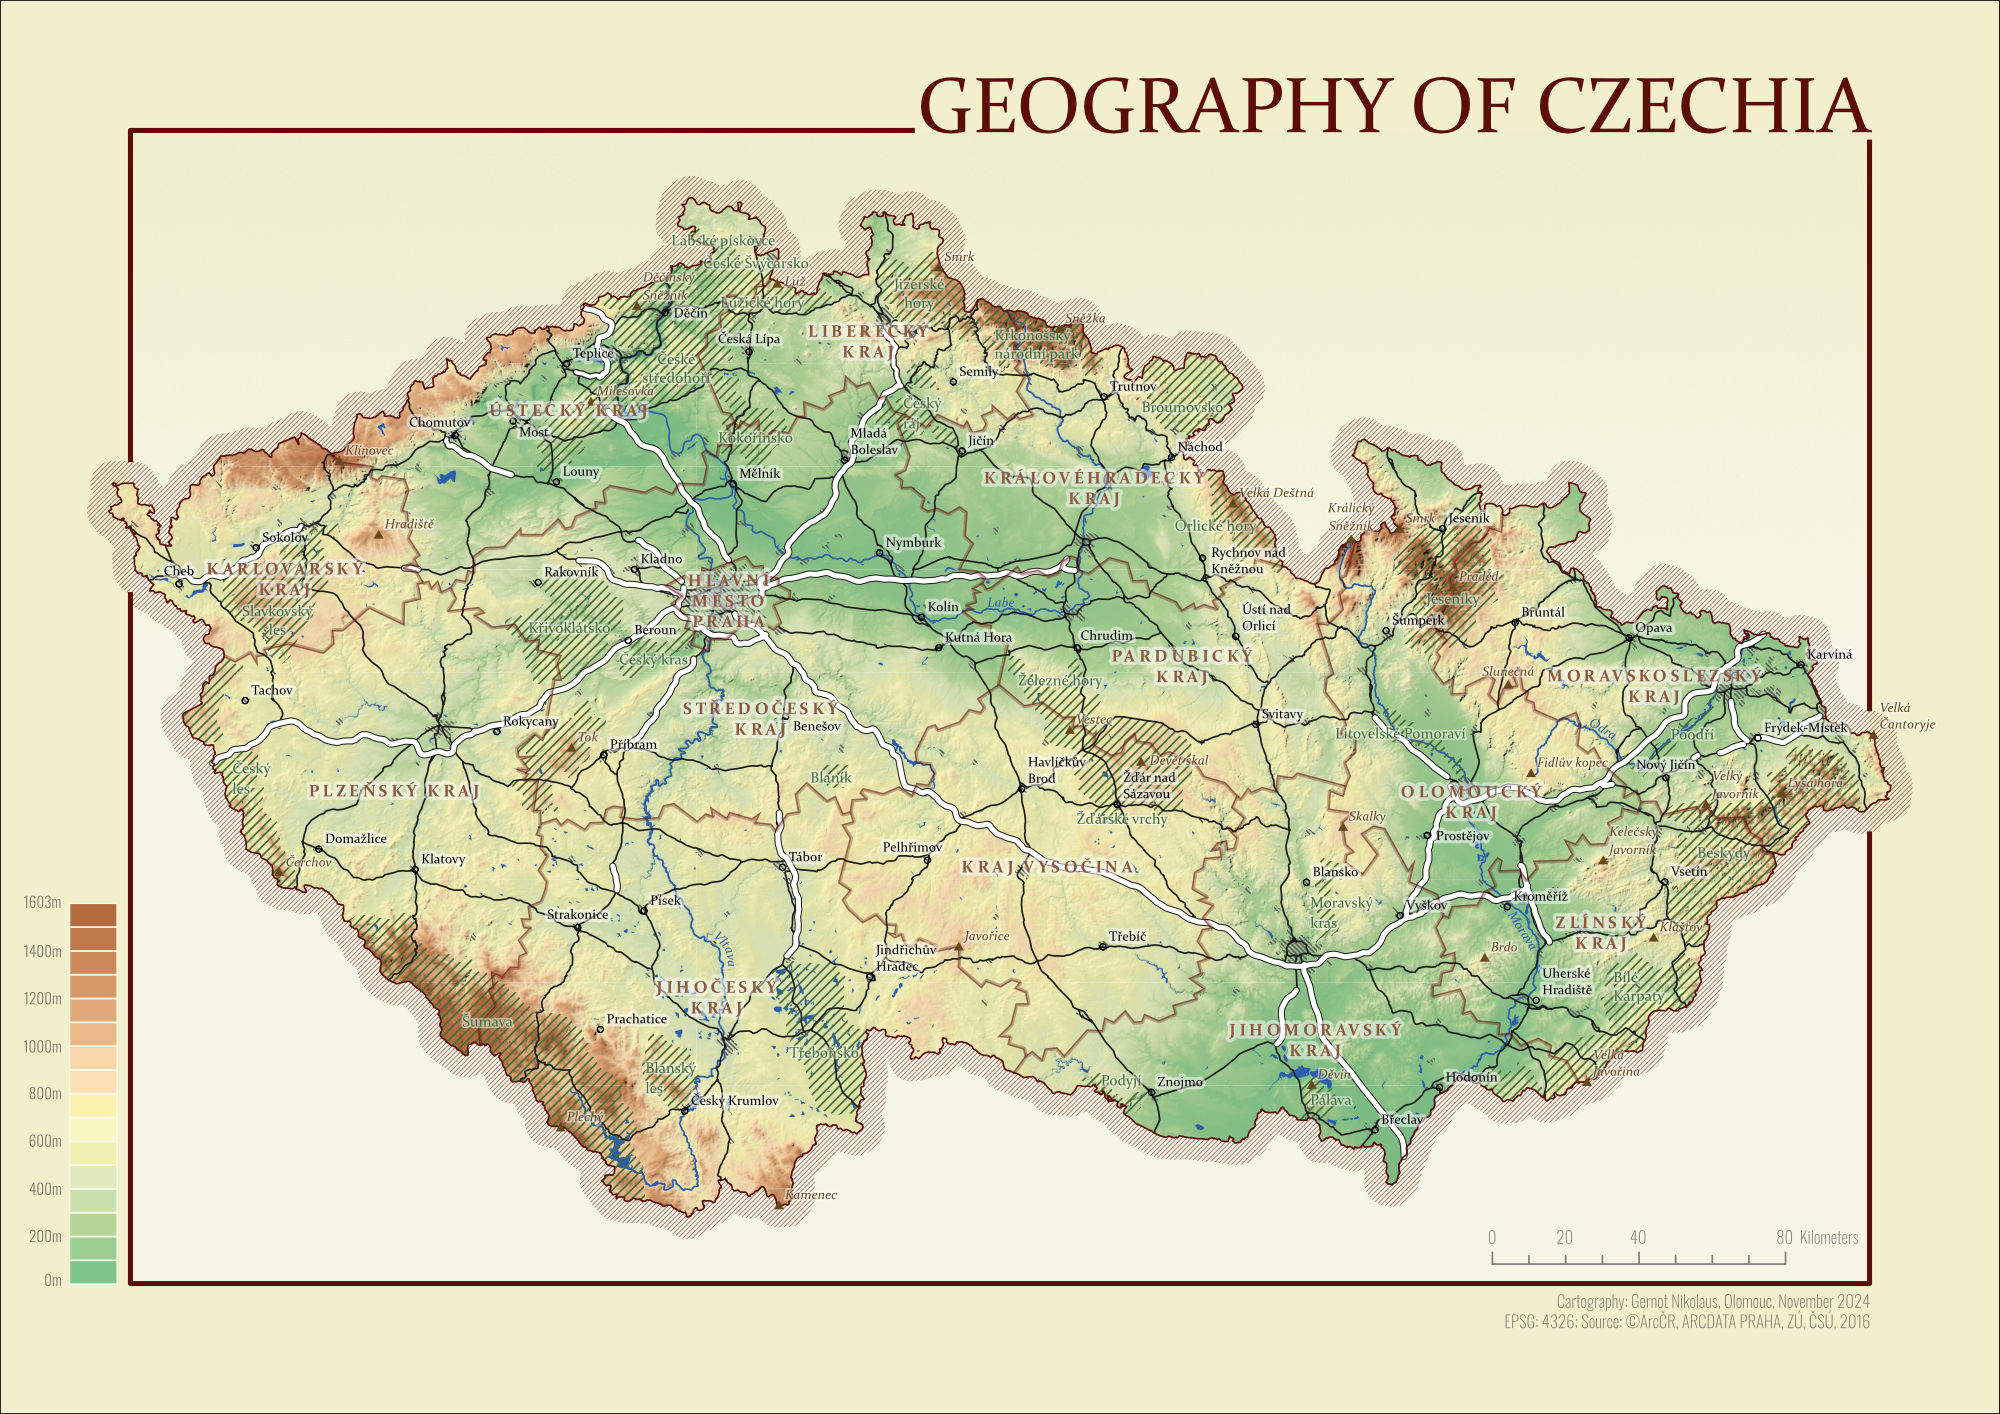 GEOGRAPHY OF CZECHIA
Labské pískovce
České Švýcarsko
Děčínský
Sněžník
Luž
Lužické hory
Děčín
Smrk
Jizerské
hory
LIBERECKÝ
KRAJ
Sněžka
Krkonošský
národní park
Česká Lípa
Teplice
České
středohoří
Semily
Trutnov
Milešovka
ÚSTECKÝ KRAJ
Český
ráj
Broumovsko
Chomutov
Most
Kokořínsko
Mladá
Boleslav
Jičín
Náchod
Klínovec
Louny
Mělník
KRÁLOVÉHRADECKÝ
KRAJ
Velká Deštná
Hradiště
Orlické hory
Králický
Sněžník
Smrk
Jeseník
Sokolov
Cheb
KARLOVARSKÝ
KRAJ
Slavkovský
les
Rakovník
Kladno
Nymburk
Rychnov nad
Kněžnou
Praděd
Jeseníky
HLAVNÍ
MĚSTO
PRAHA
Kolín
Labe
Ústí nad
Orlicí
Šumperk
Bruntál
Opava
Křivoklátsko
Beroun
Český kras
Kutná Hora
Chrudim
PARDUBICKÝ
KRAJ
Karviná
Tachov
Železné hory
Slunečná
MORAVSKOSLEZSKÝ
KRAJ
STŘEDOČESKÝ
KRAJ
Benešov
Vestec
Svitavy
Litovelské Pomoraví
Odra
Poodří
Frýdek-Místek
Velká
Čantoryje
Rokycany
Tok
Příbram
Český
les
PLZEŇSKÝ KRAJ
Blaník
Havlíčkův
Brod
Devět skal
Žďár nad
Sázavou
Žďárské vrchy
Fidlův kopec
Nový Jičín
Velký
Javorník
Lysá hora
OLOMOUCKÝ
KRAJ
Skalky
Domažlice
Čerchov
Klatovy
Tábor
Pelhřimov
KRAJ VYSOČINA
Prostějov
Kelečský
Javorník
Beskydy
Blansko
Vsetín
Strakonice
Písek
Moravský
kras
Vyškov
Kroměříž
ZLÍNSKÝ
KRAJ
Klášťov
Vltava
Jindřichův
Hradec
Javořice
Třebíč
Brdo
Morava
Uherské
Hradiště
Bílé
Karpaty
JIHOČESKÝ
KRAJ
Šumava
Prachatice
Třeboňsko
JIHOMORAVSKÝ
KRAJ
Blanský
les
Podyjí
Znojmo
Děvín
Pálava
Hodonín
Velká
Javořina
Český Krumlov
Plechý
Břeclav
Kamenec
1603m
1400m
1200m
1000m
800m
600m
400m
200m
0m
0 20 40 80 Kilometers
Cartography: Gernot Nikolaus, Olomouc, November 2024
EPSG: 4326; Source: ©ArcČR, ARCDATA PRAHA, ZÚ, ČSÚ, 2016